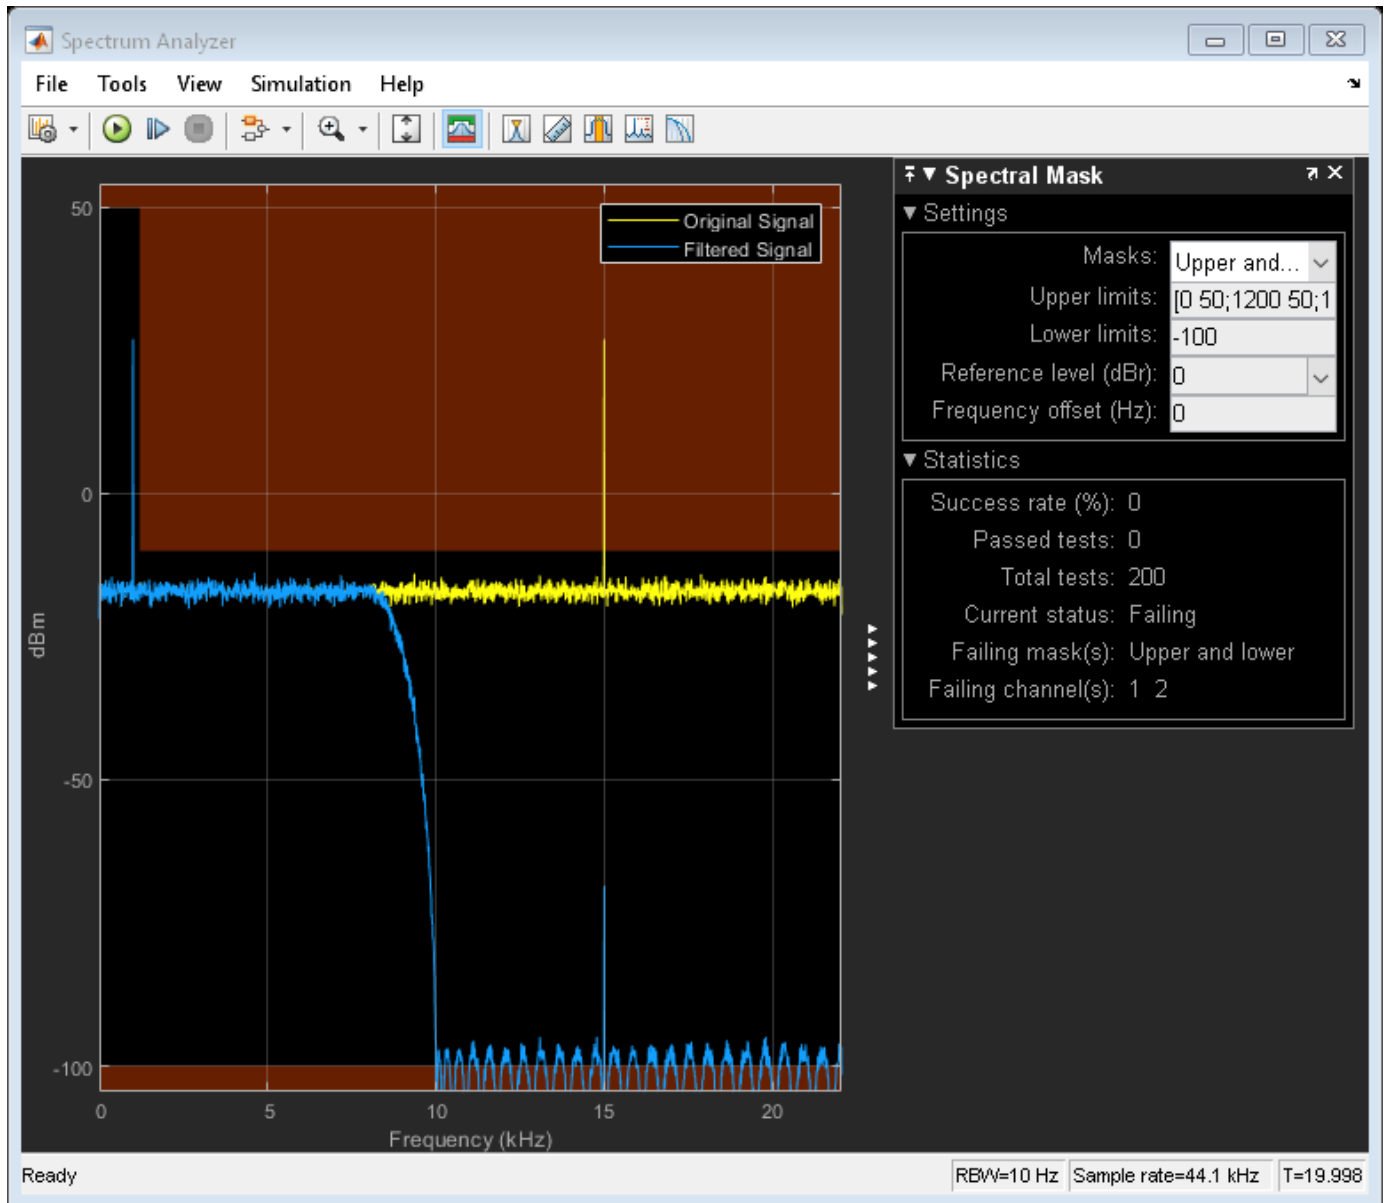 Spectrum Analyzer
File Tools View Simulation Help
50
0
-50
-100
dBm
0 5 10 15 20
Frequency (kHz)
Original Signal
Filtered Signal
Spectral Mask
Settings
Masks: Upper and...
Upper limits: [0 50;1200 50;1
Lower limits: -100
Reference level (dBr): 0
Frequency offset (Hz): 0
Statistics
Success rate (%): 0
Passed tests: 0
Total tests: 200
Current status: Failing
Failing mask(s): Upper and lower
Failing channel(s): 1 2
Ready RBW=10 Hz Sample rate=44.1 kHz T=19.998